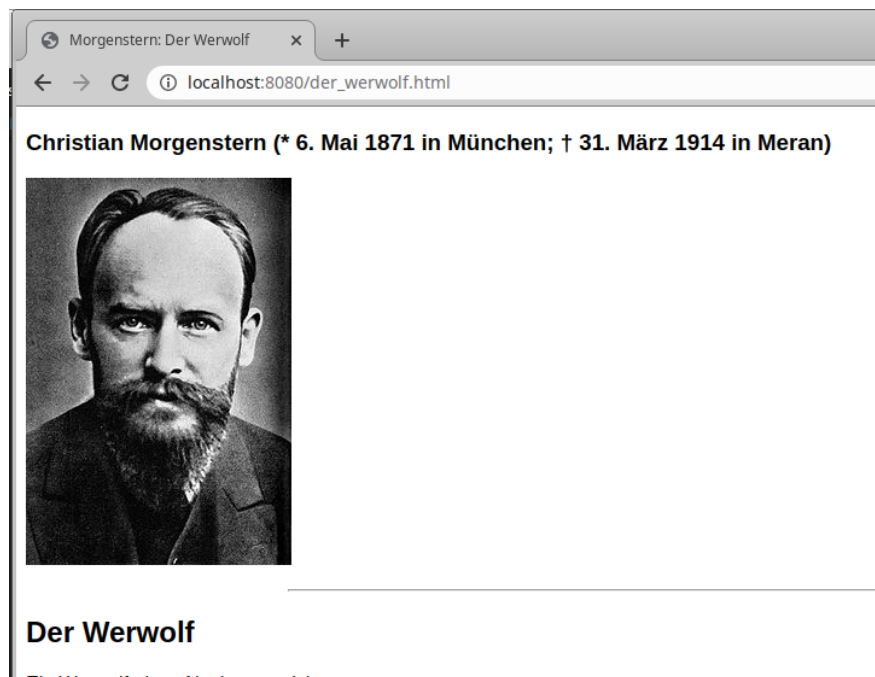 Morgenstern: Der Werwolf
localhost:8080/der_werwolf.html
Christian Morgenstern (* 6. Mai 1871 in München; † 31. März 1914 in Meran)
Der Werwolf